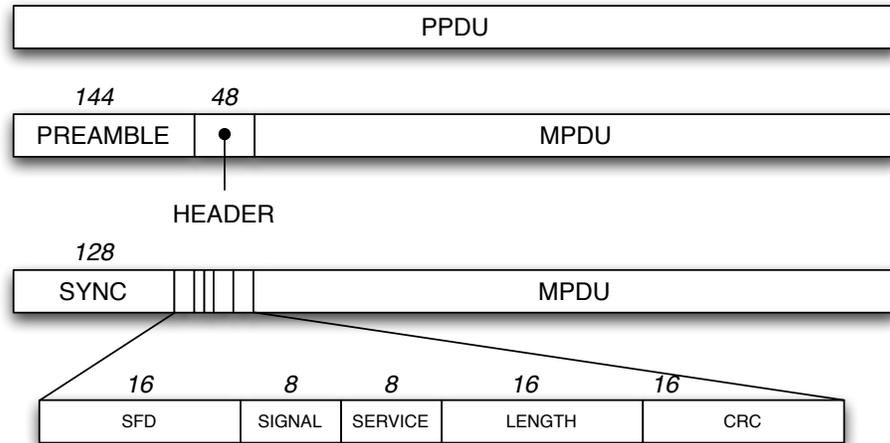 PPDU
144 48
PREAMBLE MPDU
HEADER
128
SYNC MPDU
16 8 8 16 16
SFD SIGNAL SERVICE LENGTH CRC